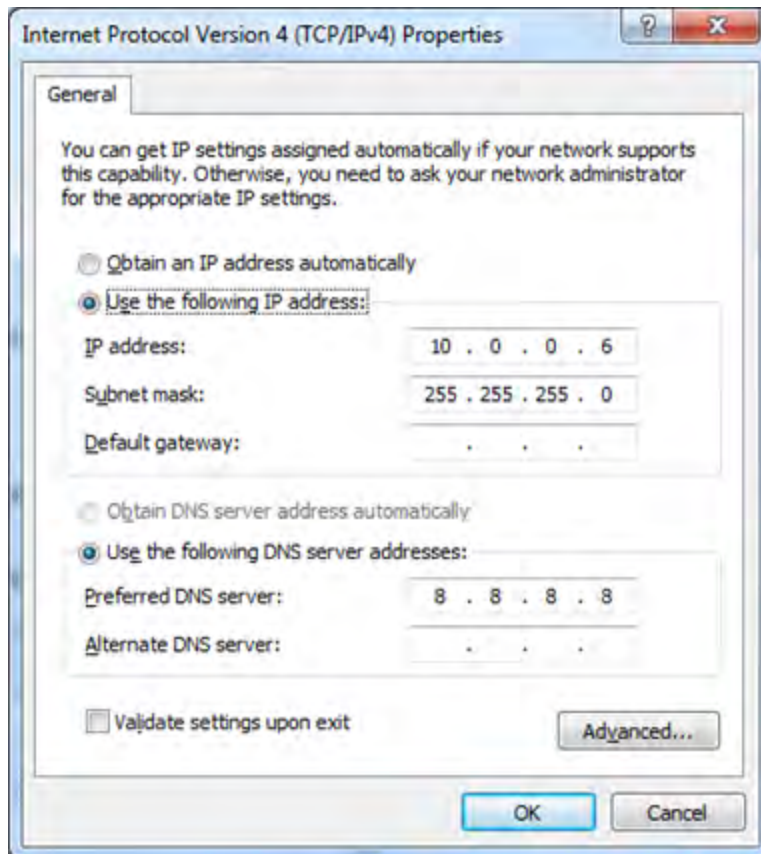 Internet Protocol Version 4 (TCP/IPv4) Properties
General
You can get IP settings assigned automatically if your network supports
this capability. Otherwise, you need to ask your network administrator
for the appropriate IP settings.
Obtain an IP address automatically
Use the following IP address:
IP address: 10 . 0 . 0 . 6
Subnet mask: 255 . 255 . 255 . 0
Default gateway: . . .
Obtain DNS server address automatically
Use the following DNS server addresses:
Preferred DNS server: 8 . 8 . 8 . 8
Alternate DNS server: . . .
Validate settings upon exit
Advanced...
OK Cancel